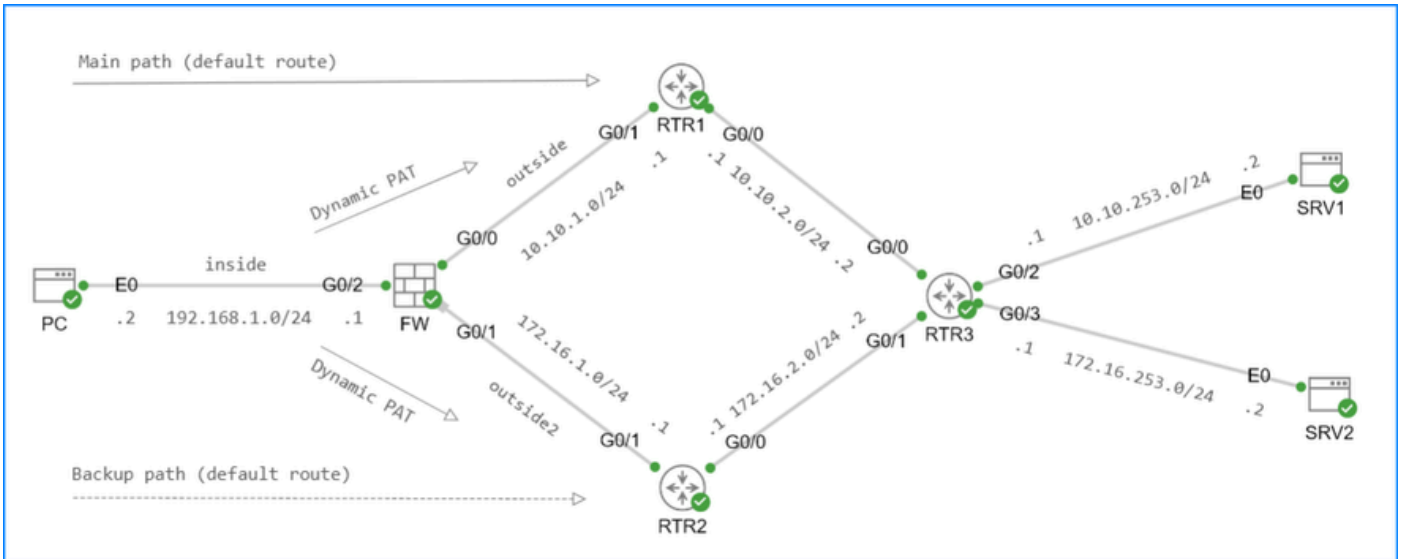 Main path (default route)
RTR1
G0/1
G0/0
outside
.1
.1 10.10.2.0/24 .2
Dynamic PAT
10.10.1.0/24
G0/0
G0/0
10.10.253.0/24
.2
E0
.1
SRV1
inside
E0
G0/2
G0/2
PC
.2
192.168.1.0/24
.1
FW
G0/1
172.16.1.0/24
.1
172.16.2.0/24
.2
G0/1
RTR3
G0/3
.1
172.16.253.0/24
E0
.2
SRV2
Dynamic PAT
outside2
G0/1
.1
G0/0
Backup path (default route)
RTR2